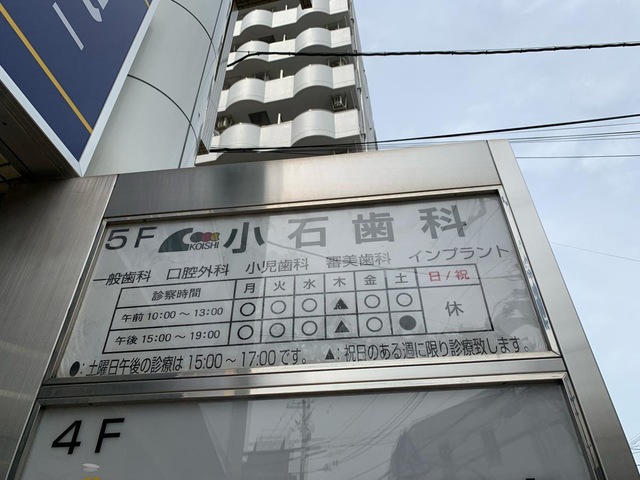 5F KOISHI 小石歯科
一般歯科 口腔外科 小児歯科 審美歯科 インプラント
診察時間 月 火 水 木 金 土 日/祝
午前 10:00～13:00 ○ ○ ○ ▲ ○ ○ 休
午後 15:00～19:00 ○ ○ ○ ▲ ○ ●
●:土曜日午後の診療は 15:00～17:00 です。 ▲:祝日のある週に限り診療致します。
4F